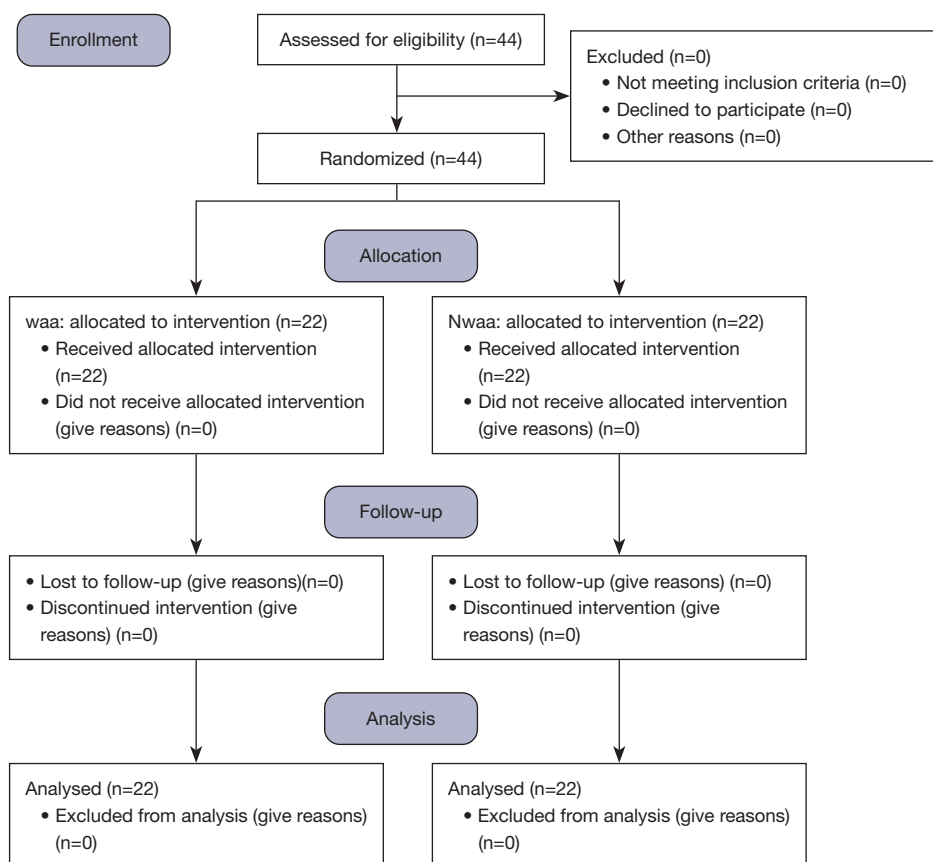 Enrollment
Assessed for eligibility (n=44)
Excluded (n=0)
• Not meeting inclusion criteria (n=0)
• Declined to participate (n=0)
• Other reasons (n=0)
Randomized (n=44)
Allocation
waa: allocated to intervention (n=22)
• Received allocated intervention
(n=22)
• Did not receive allocated intervention
(give reasons) (n=0)
Nwaa: allocated to intervention (n=22)
• Received allocated intervention
(n=22)
• Did not receive allocated intervention
(give reasons) (n=0)
Follow-up
• Lost to follow-up (give reasons)(n=0)
• Discontinued intervention (give
reasons) (n=0)
• Lost to follow-up (give reasons) (n=0)
• Discontinued intervention (give
reasons) (n=0)
Analysis
Analysed (n=22)
• Excluded from analysis (give reasons)
(n=0)
Analysed (n=22)
• Excluded from analysis (give reasons)
(n=0)